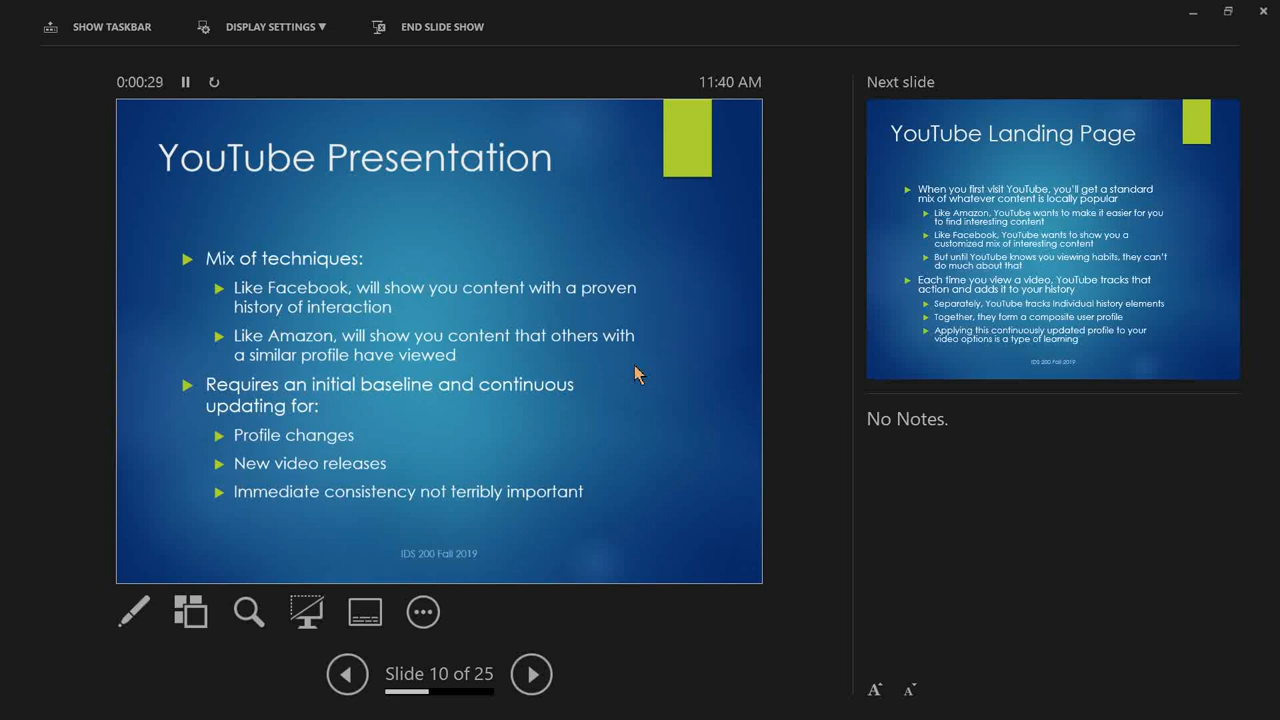 SHOW TASKBAR
DISPLAY SETTINGS ▼
END SLIDE SHOW
0:00:29
11:40 AM
YouTube Presentation
Mix of techniques:
Like Facebook, will show you content with a proven
history of interaction
Like Amazon, will show you content that others with
a similar profile have viewed
Requires an initial baseline and continuous
updating for:
Profile changes
New video releases
Immediate consistency not terribly important
IDS 200 Fall 2019
Slide 10 of 25
Next slide
YouTube Landing Page
When you first visit YouTube, you'll get a standard
mix of whatever content is locally popular
Like Amazon, YouTube wants to make it easier for you
to find interesting content
Like Facebook, YouTube wants to show you a
customized mix of interesting content
But until YouTube knows you viewing habits, they can't
do much about that
Each time you view a video, YouTube tracks that
action and adds it to your history
Separately, YouTube tracks individual history elements
Together, they form a composite user profile
Applying this continuously updated profile to your
video options is a type of learning
IDS 200 Fall 2019
No Notes.
A A